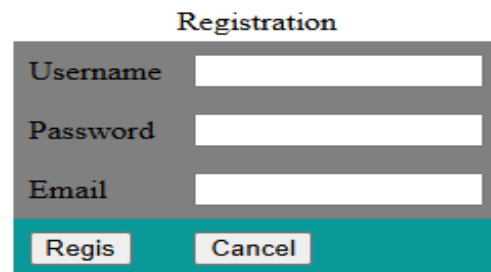 Registration
Username
Password
Email
Regis Cancel